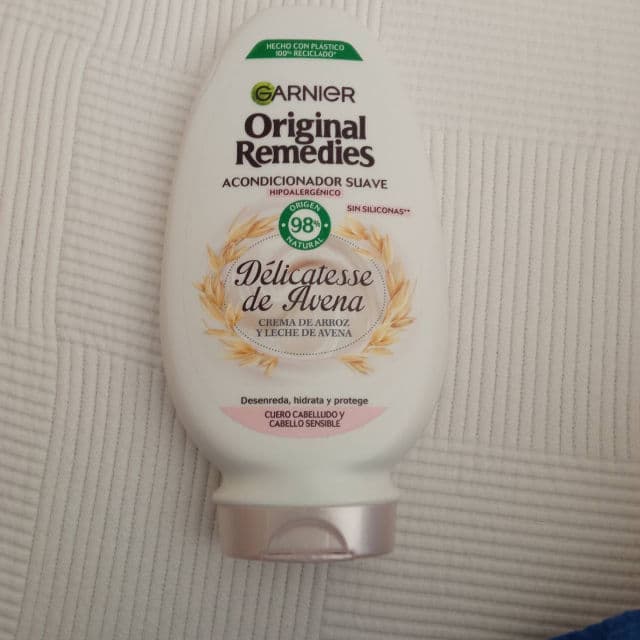 HECHO CON PLÁSTICO
100% RECICLADO*
GARNIER
Original
Remedies
ACONDICIONADOR SUAVE
HIPOALERGÉNICO
SIN SILICONAS**
ORIGEN
98%
NATURAL
Délicatesse
de Avena
CREMA DE ARROZ
Y LECHE DE AVENA
Desenreda, hidrata y protege
CUERO CABELLUDO Y
CABELLO SENSIBLE